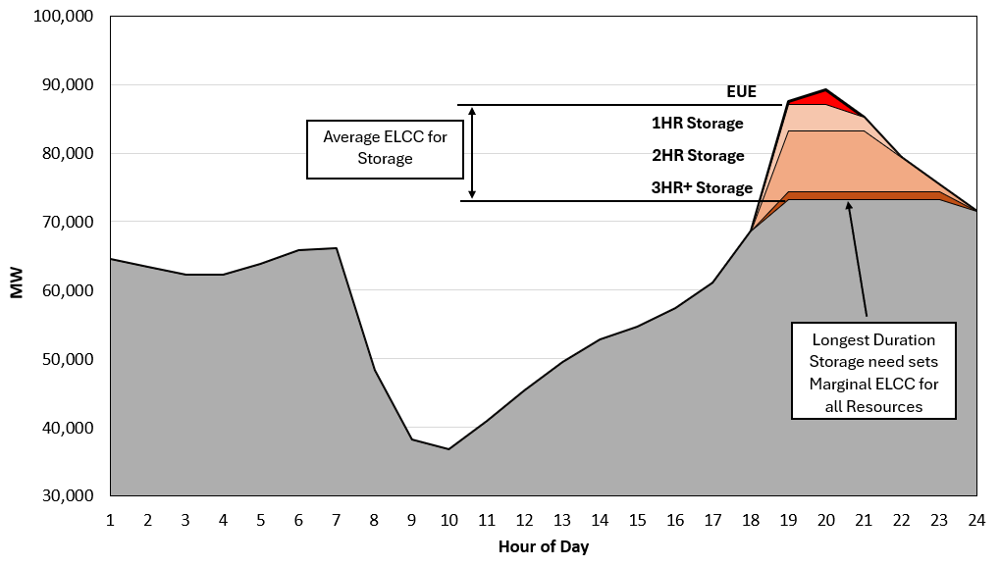 100,000
90,000
80,000
70,000
60,000
50,000
40,000
30,000
MW
EUE
1HR Storage
2HR Storage
3HR+ Storage
Average ELCC for
Storage
Longest Duration
Storage need sets
Marginal ELCC for
all Resources
1 2 3 4 5 6 7 8 9 10 11 12 13 14 15 16 17 18 19 20 21 22 23 24
Hour of Day